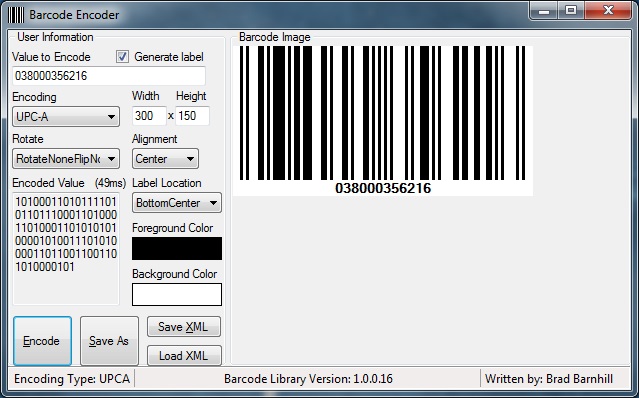 Barcode Encoder
User Information
Value to Encode
Generate label
038000356216
Encoding
Width
Height
UPC-A
300 x 150
Rotate
Alignment
RotateNoneFlipNo
Center
Encoded Value (49ms)
Label Location
10100011010111101
01101110001101000
11010001101010101
00001010011101010
00011011001100110
1010000101
BottomCenter
Foreground Color
Background Color
Encode
Save As
Save XML
Load XML
Barcode Image
038000356216
Encoding Type: UPCA
Barcode Library Version: 1.0.0.16
Written by: Brad Barnhill